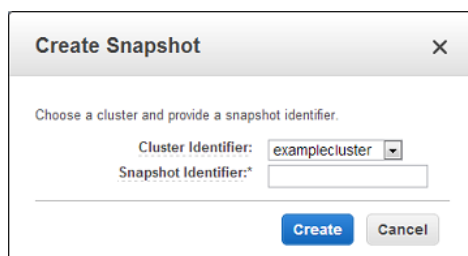 Create Snapshot
Choose a cluster and provide a snapshot identifier.
Cluster Identifier: examplecluster
Snapshot Identifier:*
Create Cancel